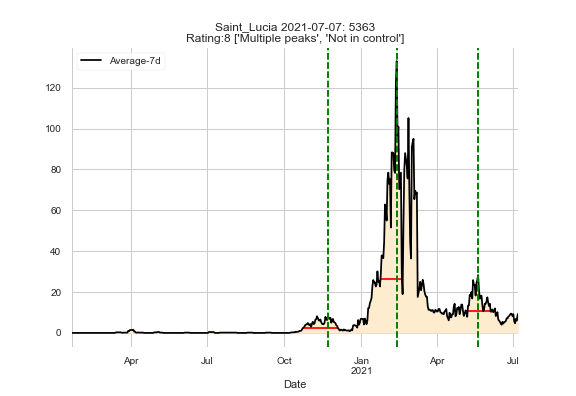 Saint_Lucia 2021-07-07: 5363
Rating:8 ['Multiple peaks', 'Not in control']
Average-7d
120
100
80
60
40
20
0
Apr
Jul
Oct
Jan
2021
Apr
Jul
Date